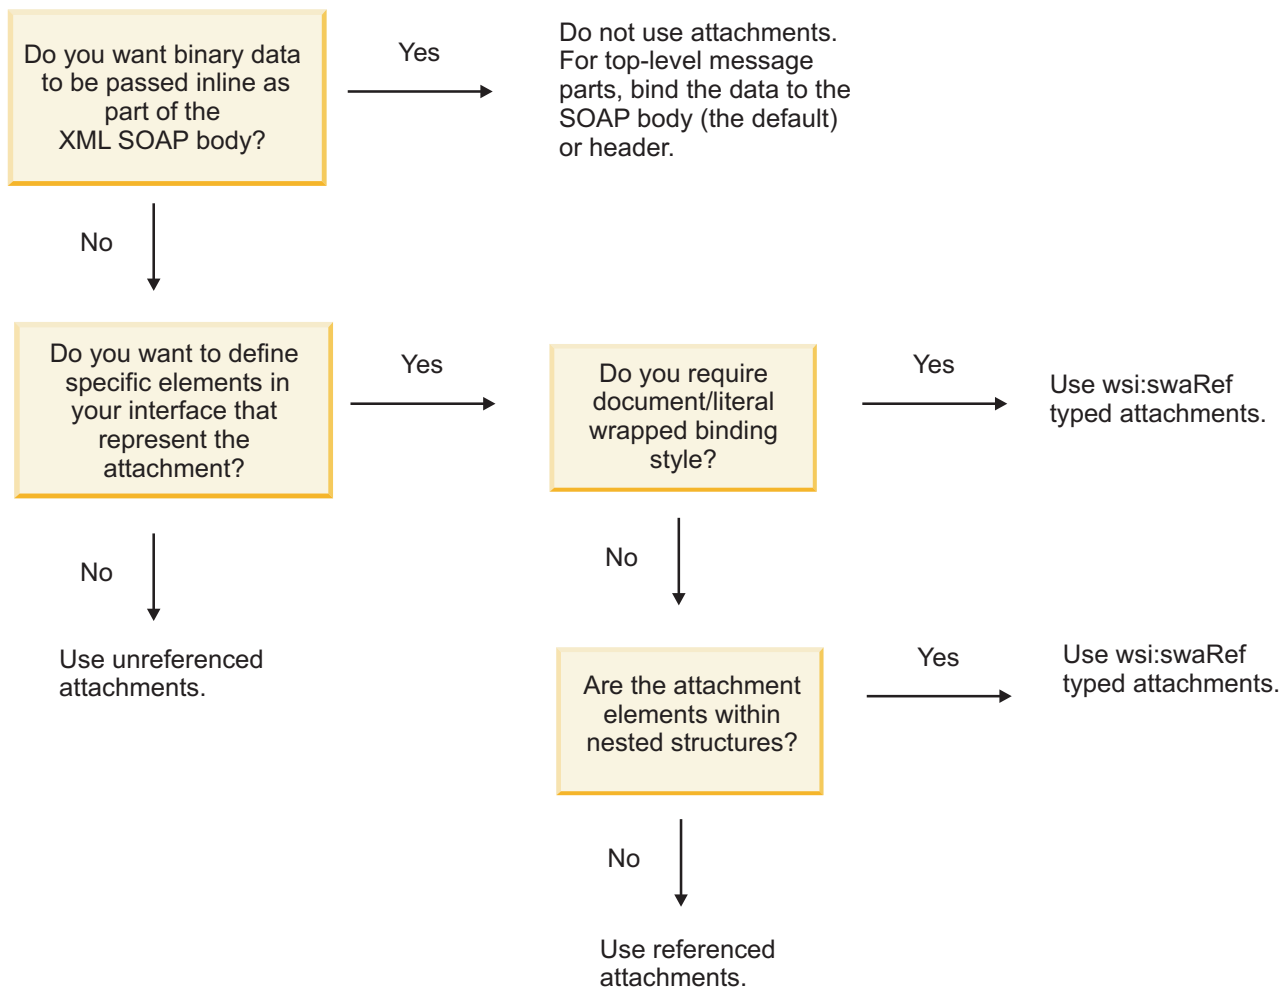 Do you want binary data
to be passed inline as
part of the
XML SOAP body?
Yes
Do not use attachments.
For top-level message
parts, bind the data to the
SOAP body (the default)
or header.
No
Do you want to define
specific elements in
your interface that
represent the
attachment?
Yes
Do you require
document/literal
wrapped binding
style?
Yes
Use wsi:swaRef
typed attachments.
No
Use unreferenced
attachments.
No
Are the attachment
elements within
nested structures?
Yes
Use wsi:swaRef
typed attachments.
No
Use referenced
attachments.